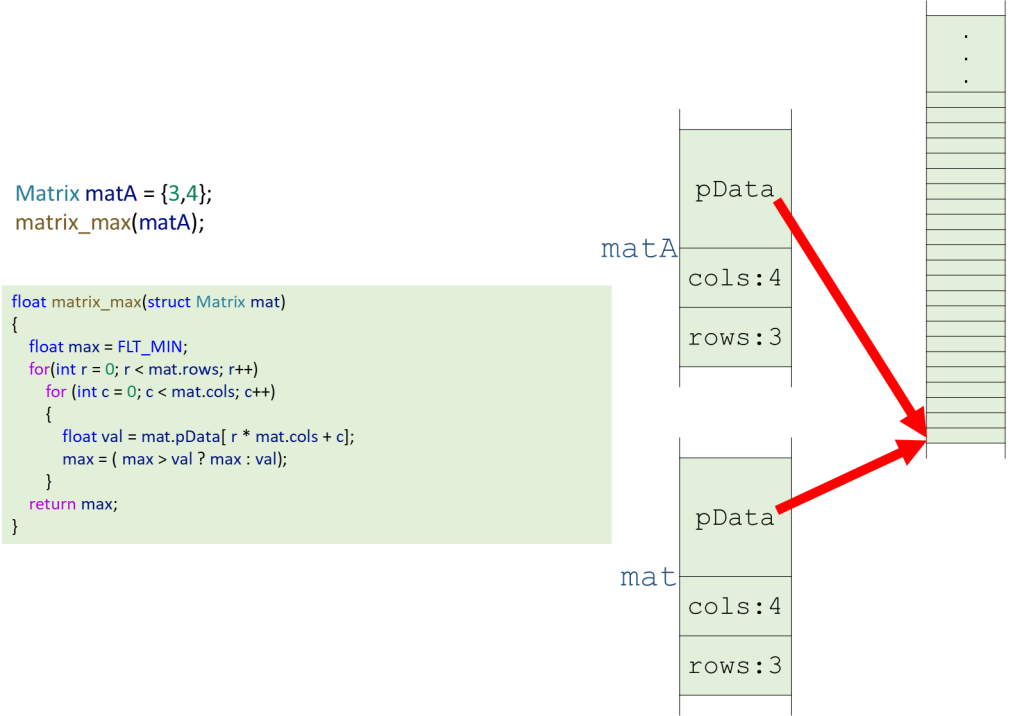 Matrix matA = {3,4};
matrix_max(matA);
float matrix_max(struct Matrix mat)
{
float max = FLT_MIN;
for(int r = 0; r < mat.rows; r++)
for (int c = 0; c < mat.cols; c++)
{
float val = mat.pData[ r * mat.cols + c];
max = ( max > val ? max : val);
}
return max;
}
matA
pData
cols:4
rows:3
mat
pData
cols:4
rows:3
.
.
.